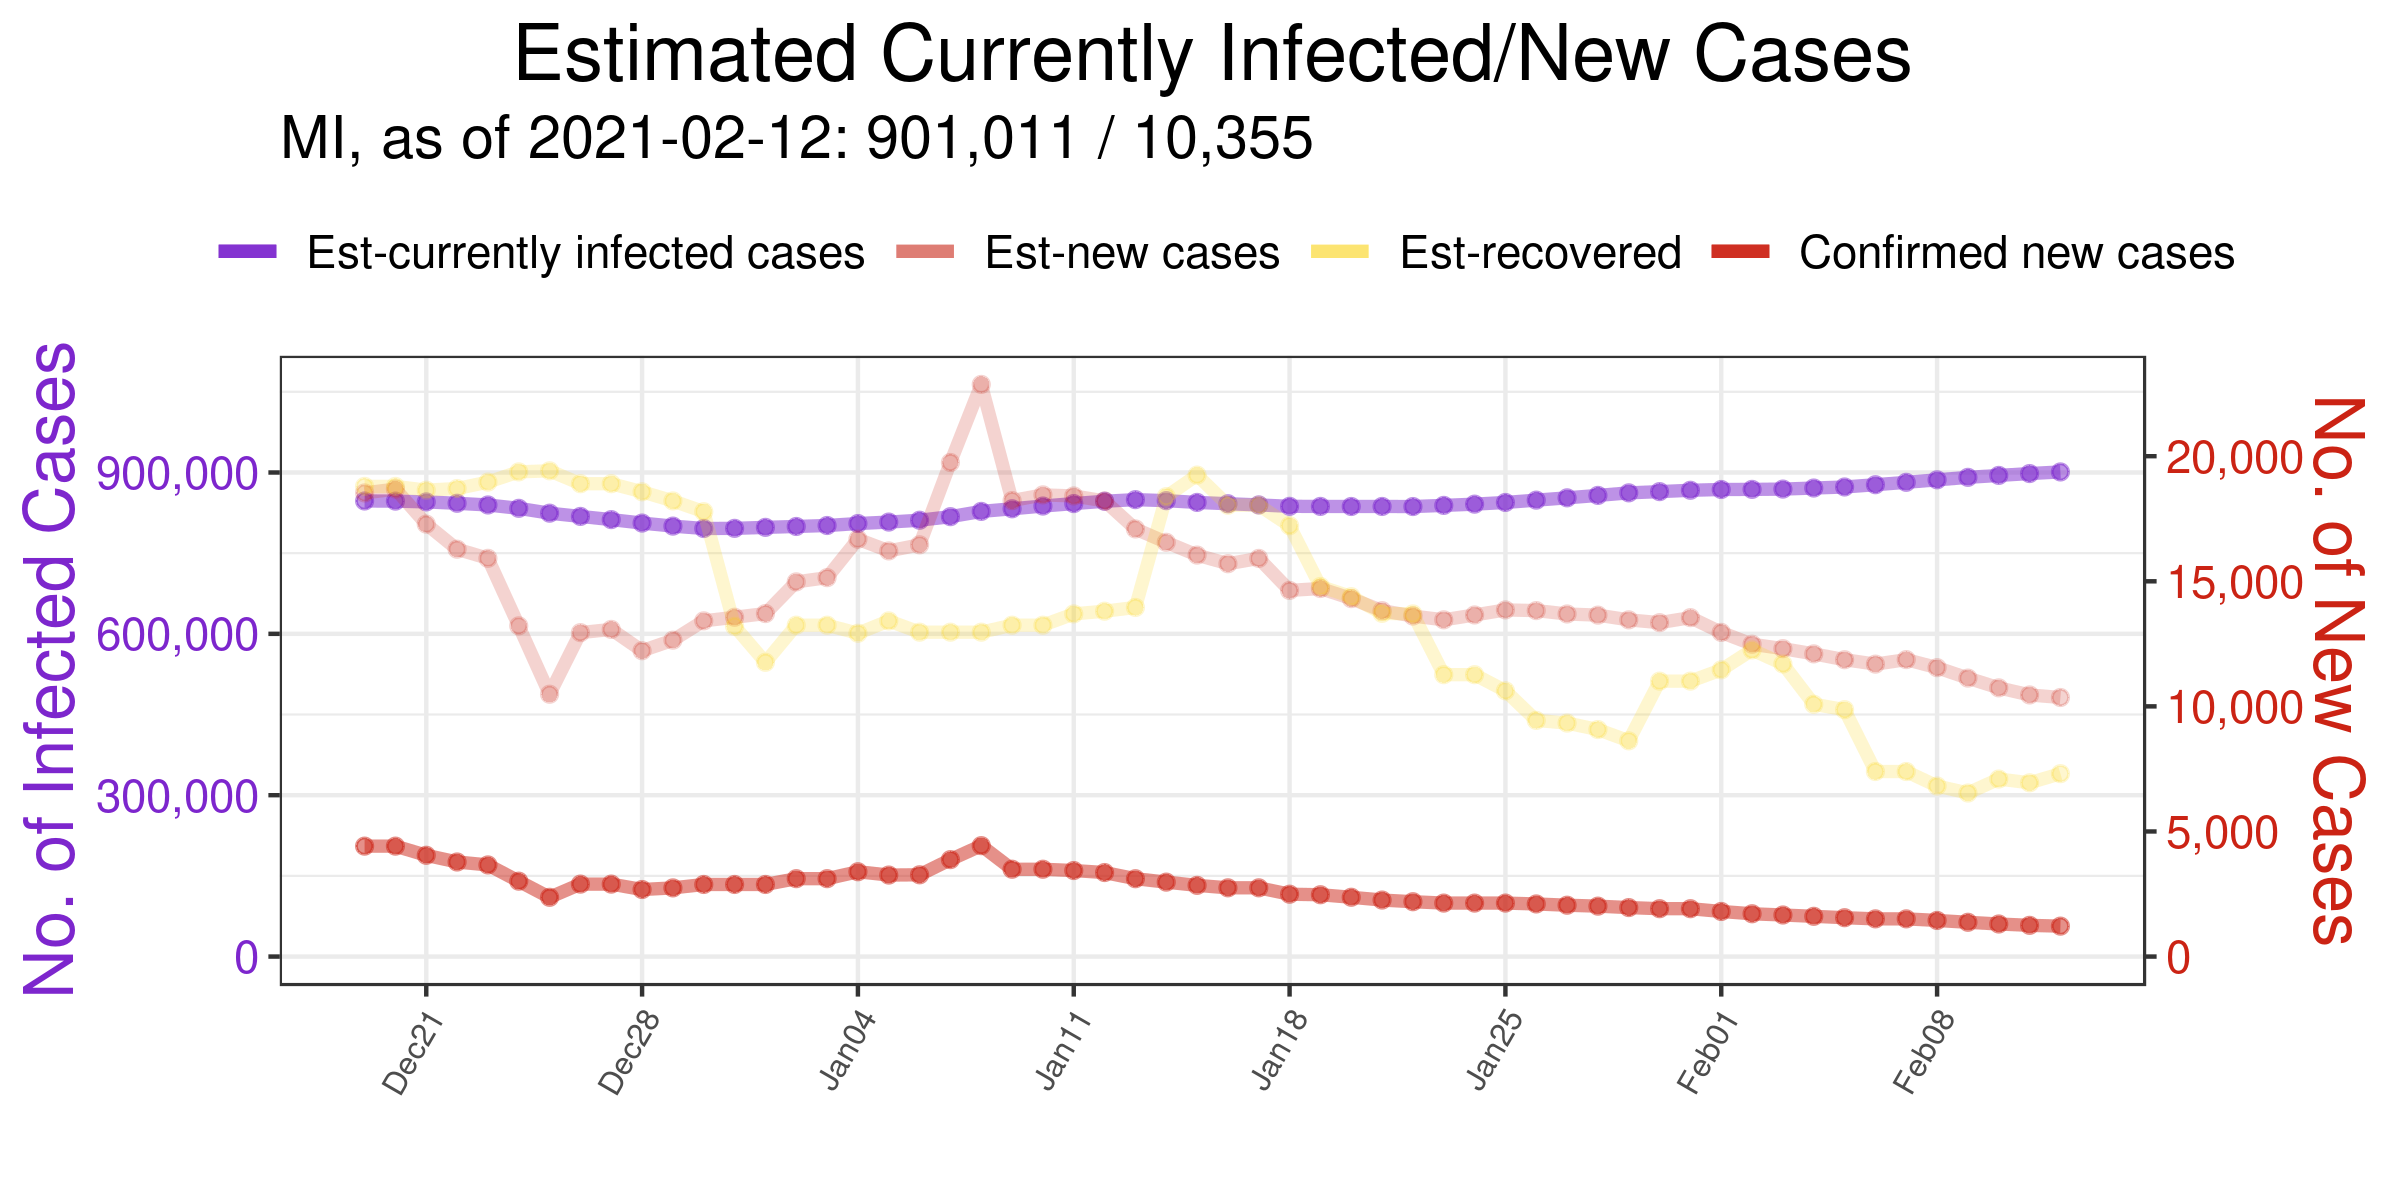 Estimated Currently Infected/New Cases
MI, as of 2021-02-12: 901,011 / 10,355
Est-currently infected cases Est-new cases Est-recovered Confirmed new cases
No. of Infected Cases
900,000
600,000
300,000
0
20,000
15,000
10,000
5,000
0
No. of New Cases
Dec21 Dec28 Jan04 Jan11 Jan18 Jan25 Feb01 Feb08